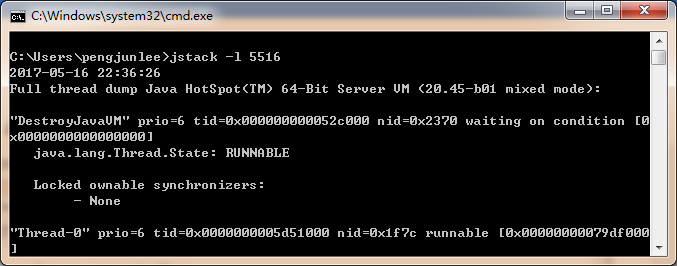 C:\Windows\system32\cmd.exe
C:\Users\pengjunlee>jstack -l 5516
2017-05-16 22:36:26
Full thread dump Java HotSpot(TM) 64-Bit Server VM (20.45-b01 mixed mode):
"DestroyJavaVM" prio=6 tid=0x000000000052c000 nid=0x2370 waiting on condition [0
x0000000000000000]
java.lang.Thread.State: RUNNABLE
Locked ownable synchronizers:
- None
"Thread-0" prio=6 tid=0x0000000005d51000 nid=0x1f7c runnable [0x00000000079df000
]